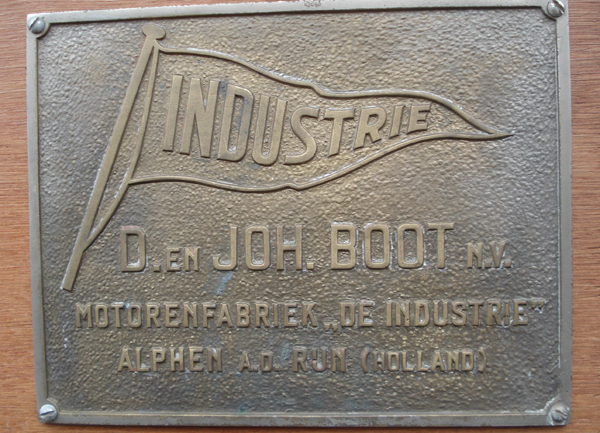 INDUSTRIE
D. EN JOH. BOOT N.V.
MOTORENFABRIEK „DE INDUSTRIE"
ALPHEN A.D. RIJN (HOLLAND)